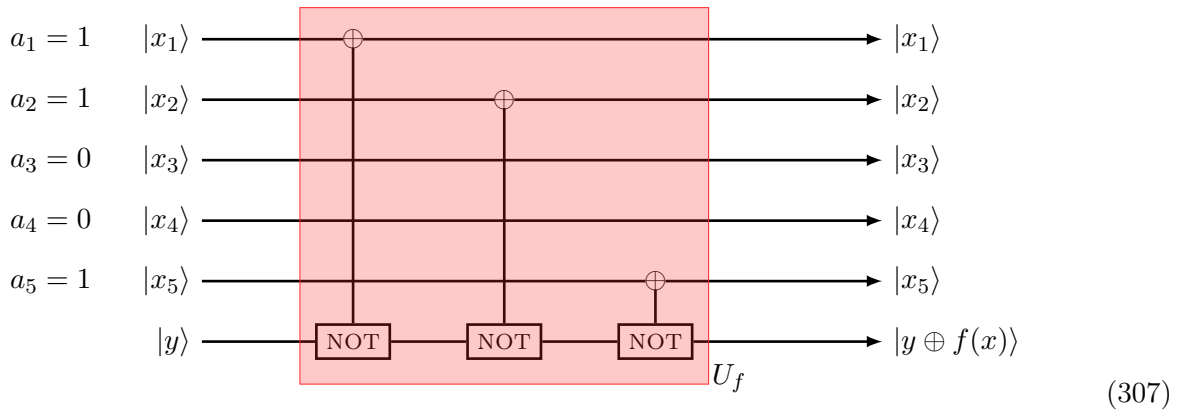 a₁ = 1 |x₁⟩ |x₁⟩
a₂ = 1 |x₂⟩ |x₂⟩
a₃ = 0 |x₃⟩ |x₃⟩
a₄ = 0 |x₄⟩ |x₄⟩
a₅ = 1 |x₅⟩ |x₅⟩
|y⟩ NOT NOT NOT |y ⊕ f(x)⟩
U_f
(307)